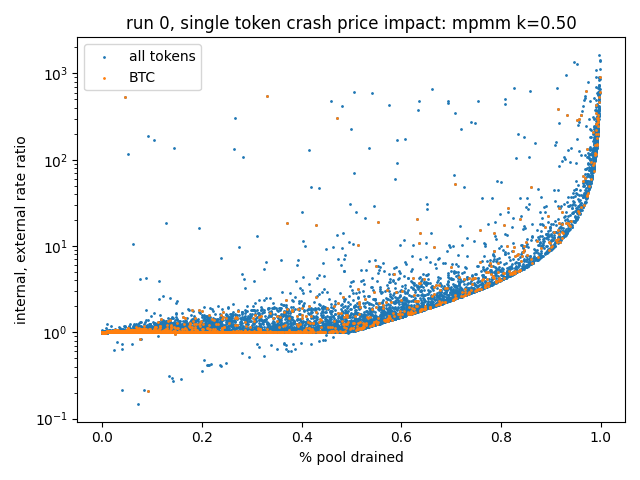 run 0, single token crash price impact: mpmm k=0.50
all tokens
BTC
10³
10²
10¹
10⁰
10⁻¹
internal, external rate ratio
0.0 0.2 0.4 0.6 0.8 1.0
% pool drained